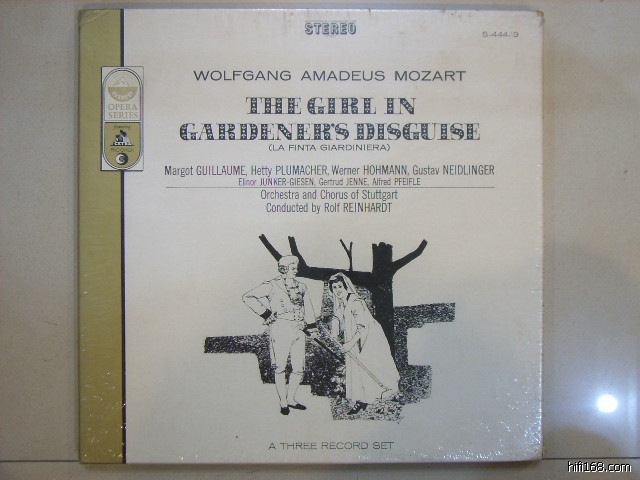 STEREO
S-444/3
WOLFGANG AMADEUS MOZART
OPERA
SERIES
THE GIRL IN
GARDENER'S DISGUISE
(LA FINTA GIARDINIERA)
Margot GUILLAUME, Hetty PLUMACHER, Werner HOHMANN, Gustav NEIDLINGER
Elinor JUNKER-GIESEN, Gertrud JENNE, Alfred PFEIFLE
Orchestra and Chorus of Stuttgart
Conducted by Rolf REINHARDT
A THREE RECORD SET
hifi168.com